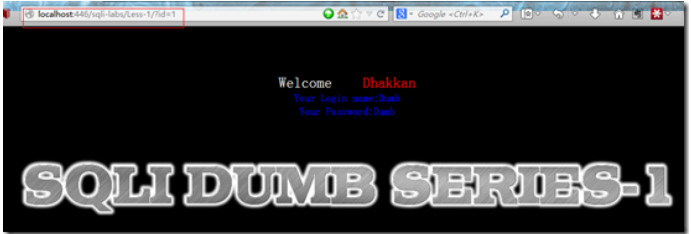 localhost:446/sqli-labs/Less-1/?id=1
Google <Ctrl+K>
Welcome Dhakkan
Your Login name:Dumb
Your Password:Dumb
SQLI DUMB SERIES-1